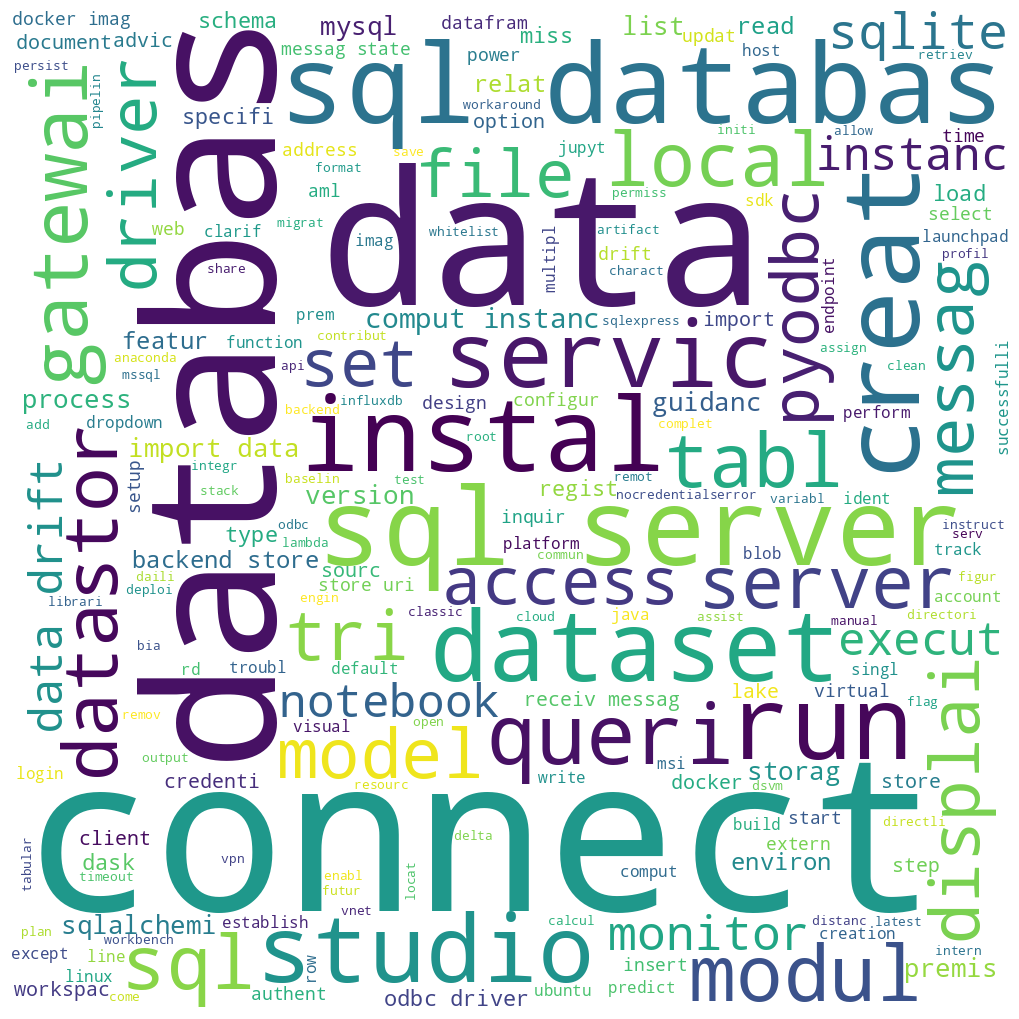 docker imag
schema
mysql
datafram
miss
list
updat
read
sqlite
document
advic
messag state
power
host
retriev
persist
pipelin
driver
databas
sql
databas
relat
workaround
option
specifi
gatewai
address
save
file
jupyt
local
initi
allow
time
instanc
format
permiss
aml
migrat
data
sdk
pyodbc
creat
load
select
web
clarif
imag
whitelist
multipl
artifact
drift
charact
launchpad
profil
share
endpoint
messag
prem
comput instanc
sqlexpress
import
featur
function
contribut
set
servic
assign
clean
successfulli
anaconda
mssql
api
process
influxdb
design
configur
guidanc
perform
add
dropdown
backend
instal
root
complet
tabl
import data
datastor
data drift
setup
integr
baselin
test
remot
stack
version
regist
nocredentialserror
variabl
ident
type
odbc
lambda
sql server
inquir
platform
commun
blob
instruct
serv
track
backend store
sourc
store uri
access
server
daili
deploi
librari
engin
classic
cloud
java
assist
manual
account
figur
directori
bia
tri
dataset
execut
rd
troubl
default
singl
notebook
receiv messag
lake
virtual
flag
displai
remov
visual
open
queri
run
output
model
msi
login
credenti
resourc
write
docker
dsvm
storag
store
connect
client
delta
build
start
directli
dask
vpn
extern
timeout
tabular
enabl
futur
locat
comput
environ
step
plan
sqlalchemi
establish
vnet
calcul
distanc
latest
workbench
creation
except
line
sql
studio
row
monitor
intern
linux
insert
modul
premis
workspac
come
authent
odbc driver
ubuntu
predict